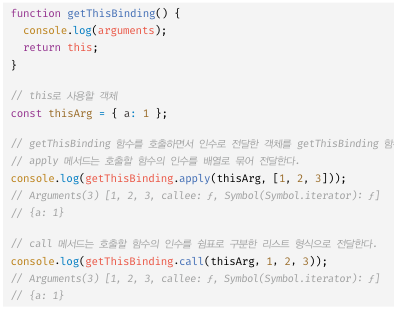 function getThisBinding() {
  console.log(arguments);
  return this;
}
// this로 사용할 객체
const thisArg = { a: 1 };
// getThisBinding 함수를 호출하면서 인수로 전달한 객체를 getThisBinding
// apply 메서드는 호출할 함수의 인수를 배열로 묶어 전달한다.
console.log(getThisBinding.apply(thisArg, [1, 2, 3]));
// Arguments(3) [1, 2, 3, callee: ƒ, Symbol(Symbol.iterator): ƒ]
// {a: 1}
// call 메서드는 호출할 함수의 인수를 쉼표로 구분한 리스트 형식으로 전달한다.
console.log(getThisBinding.call(thisArg, 1, 2, 3));
// Arguments(3) [1, 2, 3, callee: ƒ, Symbol(Symbol.iterator): ƒ]
// {a: 1}